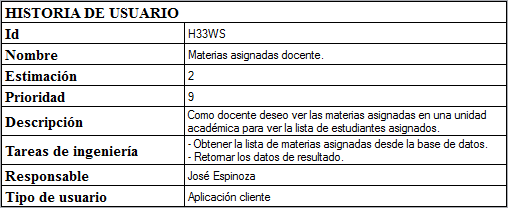 HISTORIA DE USUARIO
Id H33WS
Nombre Materias asignadas docente.
Estimación 2
Prioridad 9
Descripción Como docente deseo ver las materias asignadas en una unidad
académica para ver la lista de estudiantes asignados.
Tareas de ingeniería - Obtener la lista de materias asignadas desde la base de datos.
- Retornar los datos de resultado.
Responsable José Espinoza
Tipo de usuario Aplicación cliente